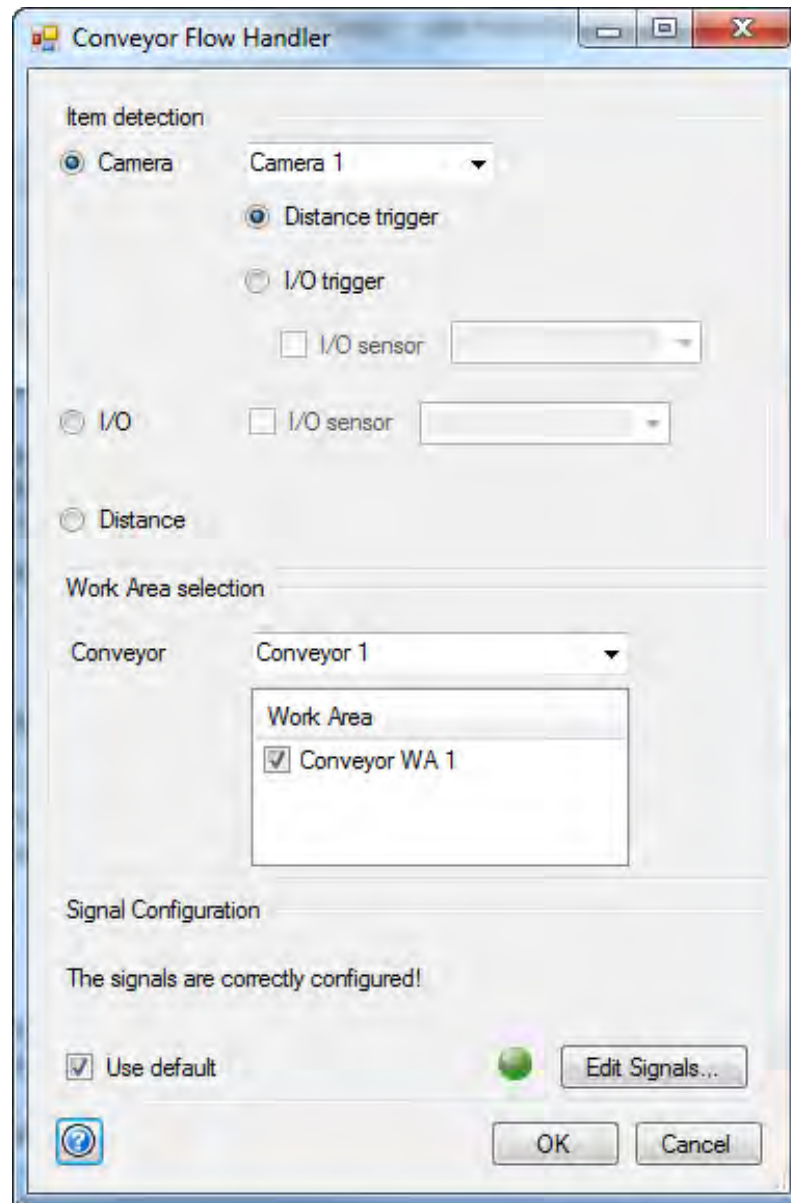 Conveyor Flow Handler
Item detection
Camera Camera 1
Distance trigger
I/O trigger
I/O sensor
I/O I/O sensor
Distance
Work Area selection
Conveyor Conveyor 1
Work Area
Conveyor WA 1
Signal Configuration
The signals are correctly configured!
Use default Edit Signals...
? OK Cancel